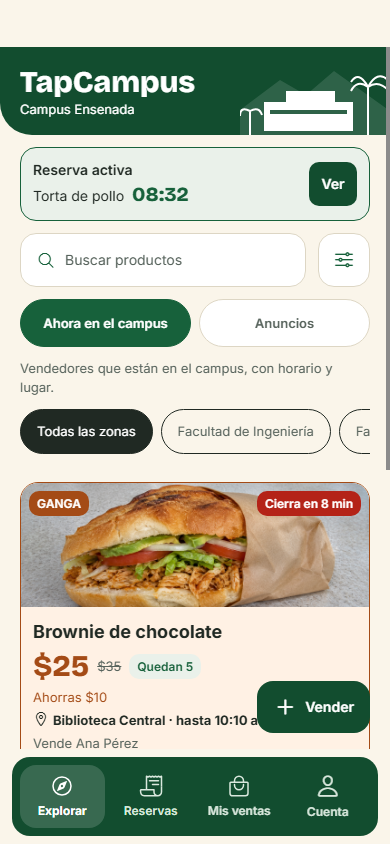 TapCampus
Campus Ensenada
Reserva activa
Torta de pollo 08:32
Ver
Buscar productos
Ahora en el campus
Anuncios
Vendedores que están en el campus, con horario y
lugar.
Todas las zonas
Facultad de Ingeniería
Fa
GANGA
Cierra en 8 min
Brownie de chocolate
$25 $35 Quedan 5
Ahorras $10
Biblioteca Central · hasta 10:10 a
Vender
Vende Ana Pérez
Explorar
Reservas
Mis ventas
Cuenta